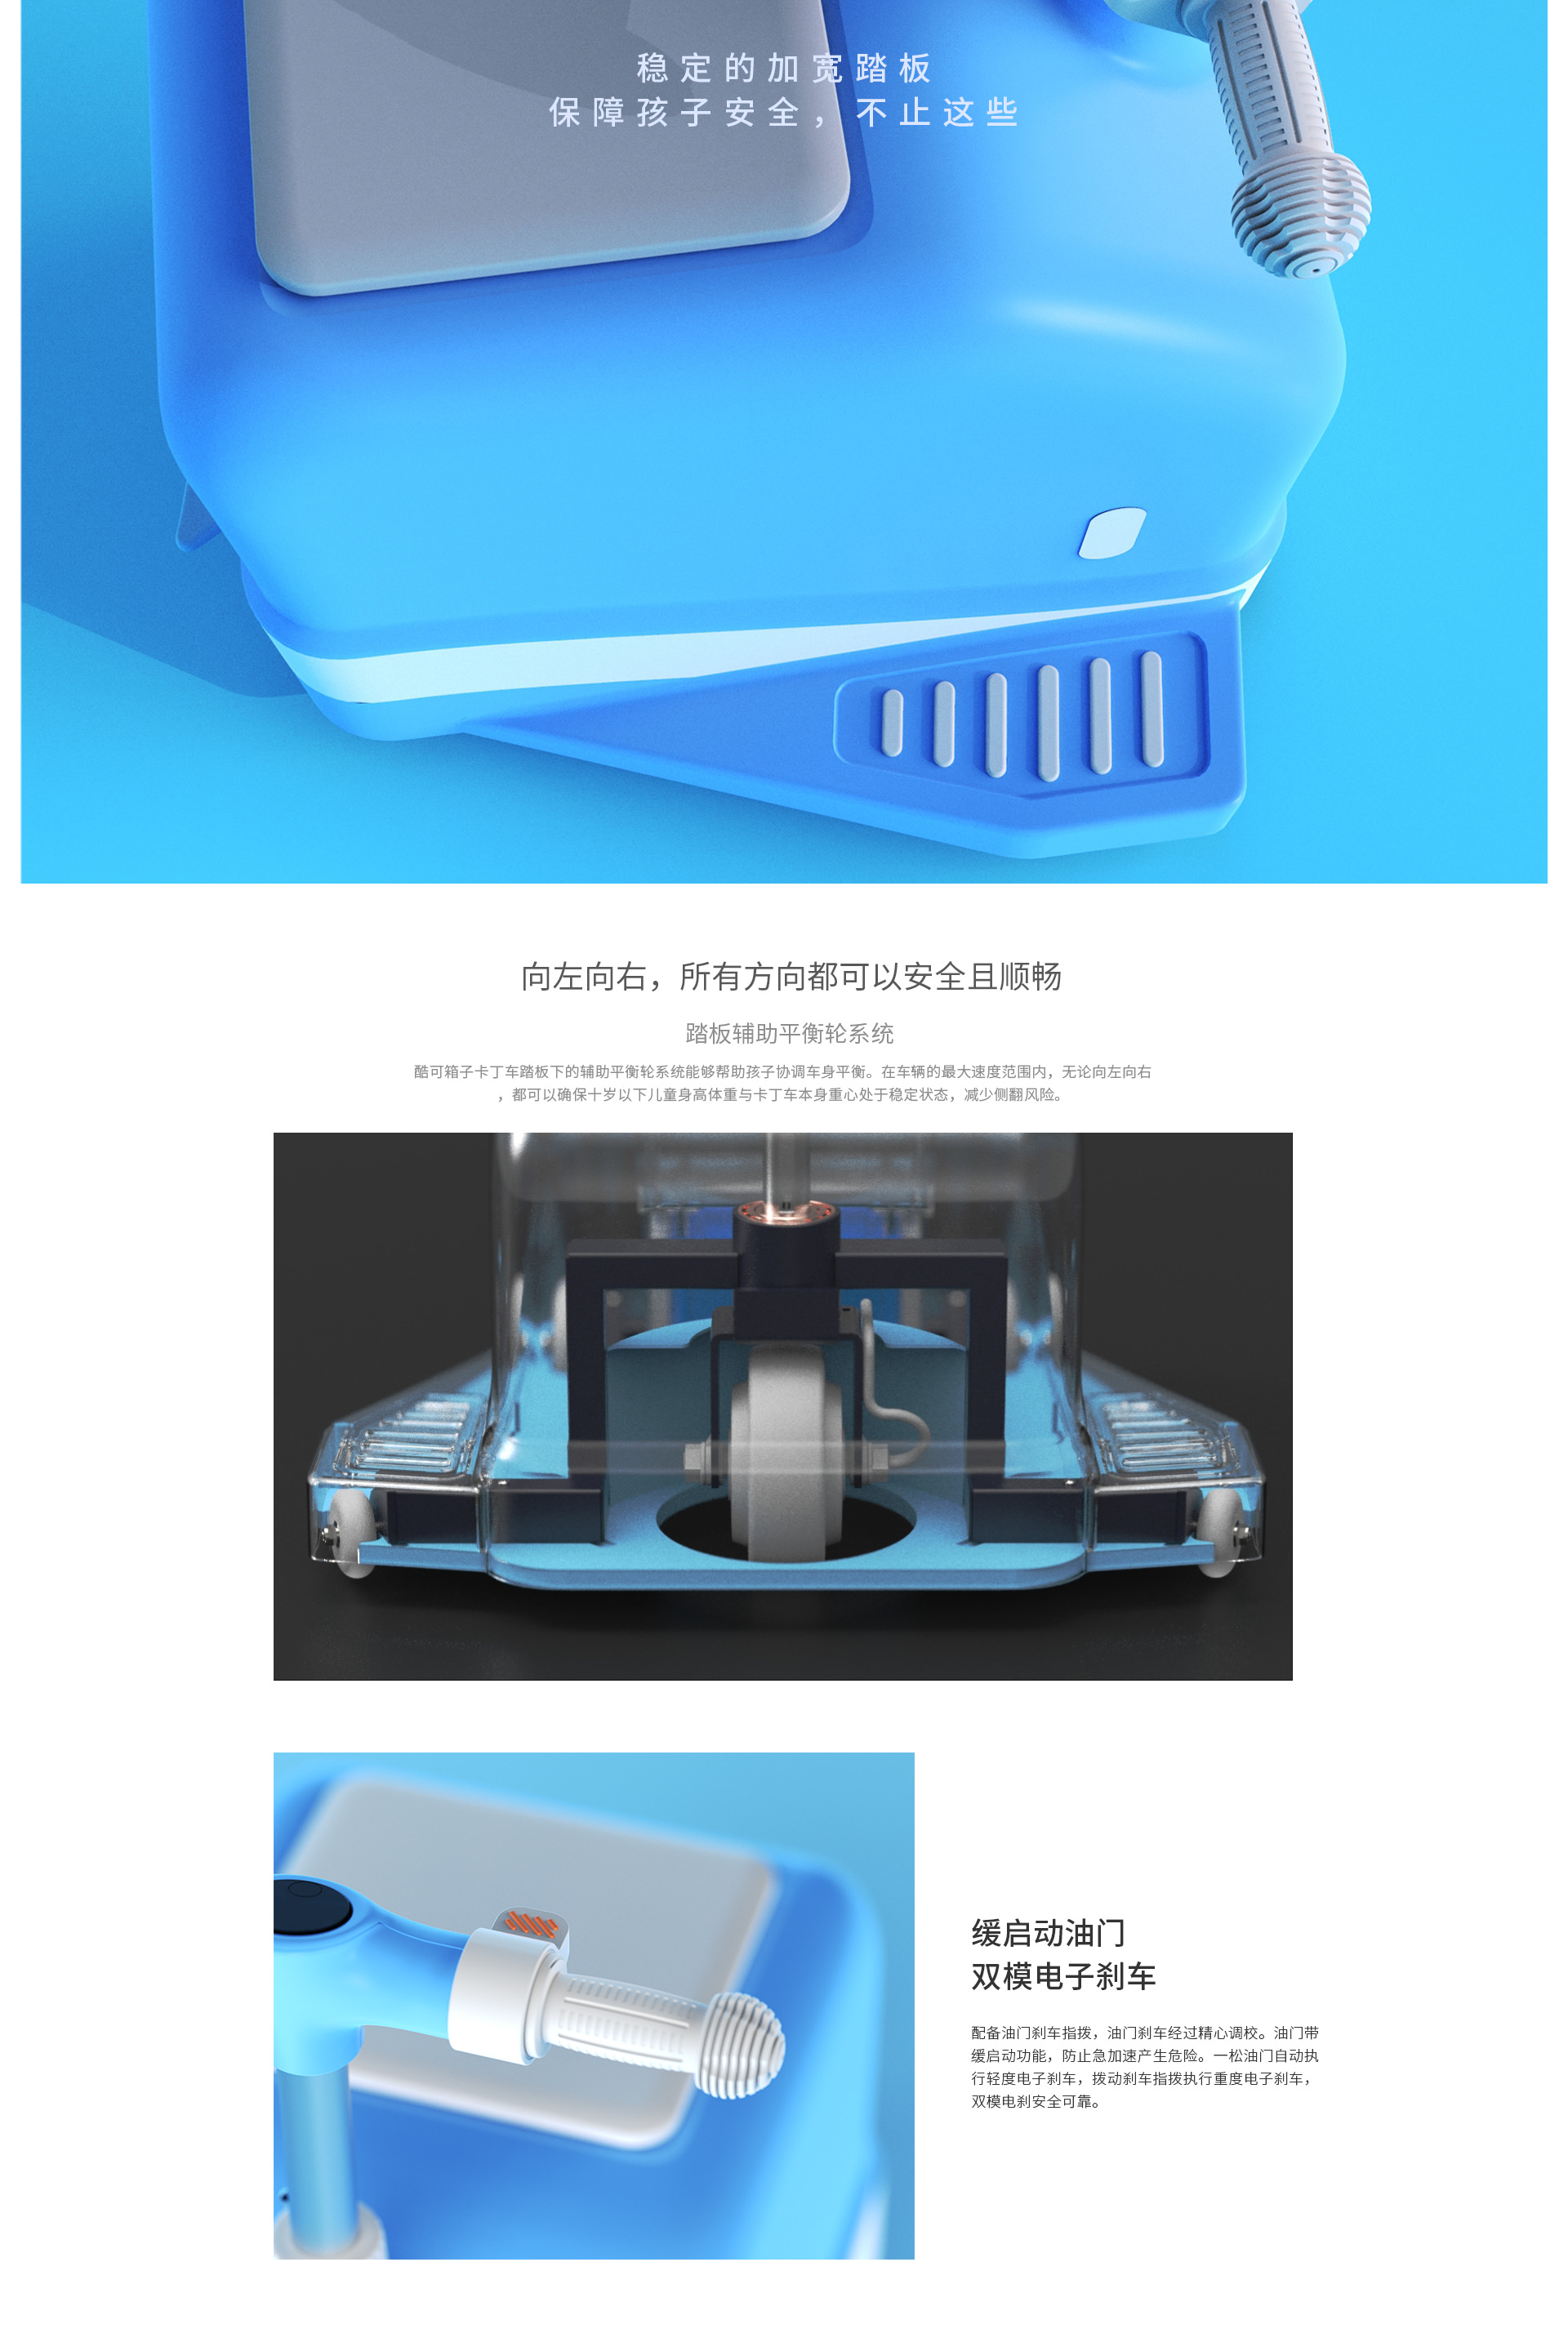 稳定的加宽踏板
保障孩子安全，不止这些
向左向右，所有方向都可以安全且顺畅
踏板辅助平衡轮系统
酷可箱子卡丁车踏板下的辅助平衡轮系统能够帮助孩子协调车身平衡。在车辆的最大速度范围内，无论向左向右
，都可以确保十岁以下儿童身高体重与卡丁车本身重心处于稳定状态，减少侧翻风险。
缓启动油门
双模电子刹车
配备油门刹车指拨，油门刹车经过精心调校。油门带
缓启动功能，防止急加速产生危险。一松油门自动执
行轻度电子刹车，拨动刹车指拨执行重度电子刹车，
双模电刹安全可靠。